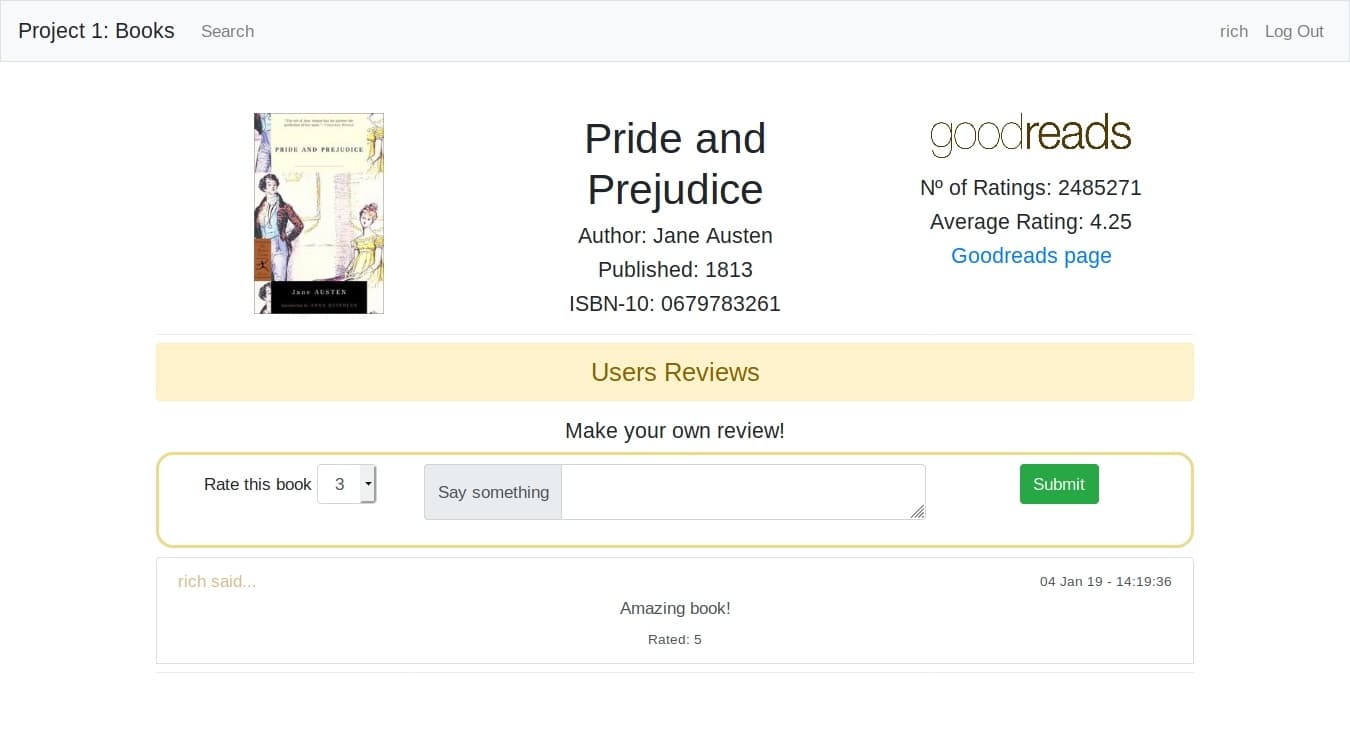 Project 1: Books Search rich Log Out
PRIDE AND PREJUDICE
Jane AUSTEN
Pride and
Prejudice
Author: Jane Austen
Published: 1813
ISBN-10: 0679783261
goodreads
Nº of Ratings: 2485271
Average Rating: 4.25
Goodreads page
Users Reviews
Make your own review!
Rate this book 3 Say something Submit
rich said... 04 Jan 19 - 14:19:36
Amazing book!
Rated: 5